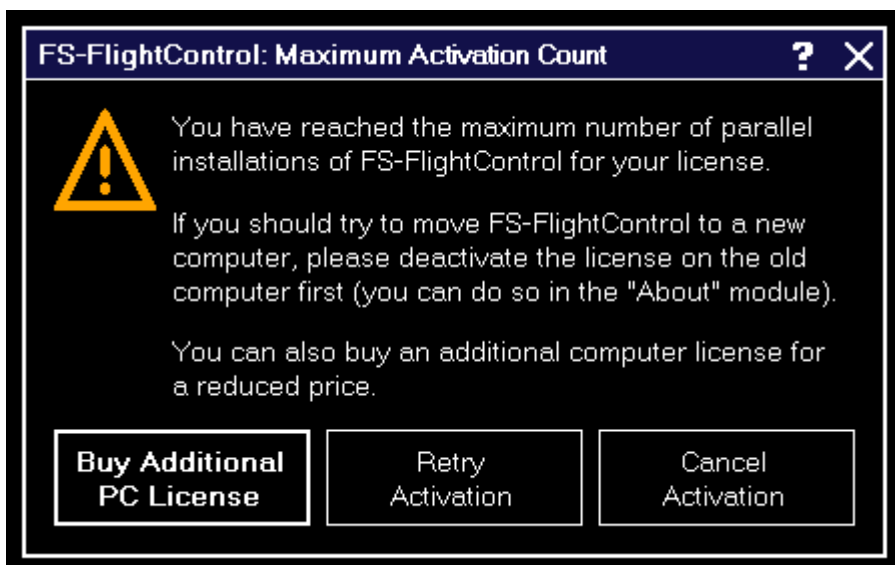 FS-FlightControl: Maximum Activation Count ? X
You have reached the maximum number of parallel
installations of FS-FlightControl for your license.
If you should try to move FS-FlightControl to a new
computer, please deactivate the license on the old
computer first (you can do so in the "About" module).
You can also buy an additional computer license for
a reduced price.
Buy Additional
PC License
Retry
Activation
Cancel
Activation